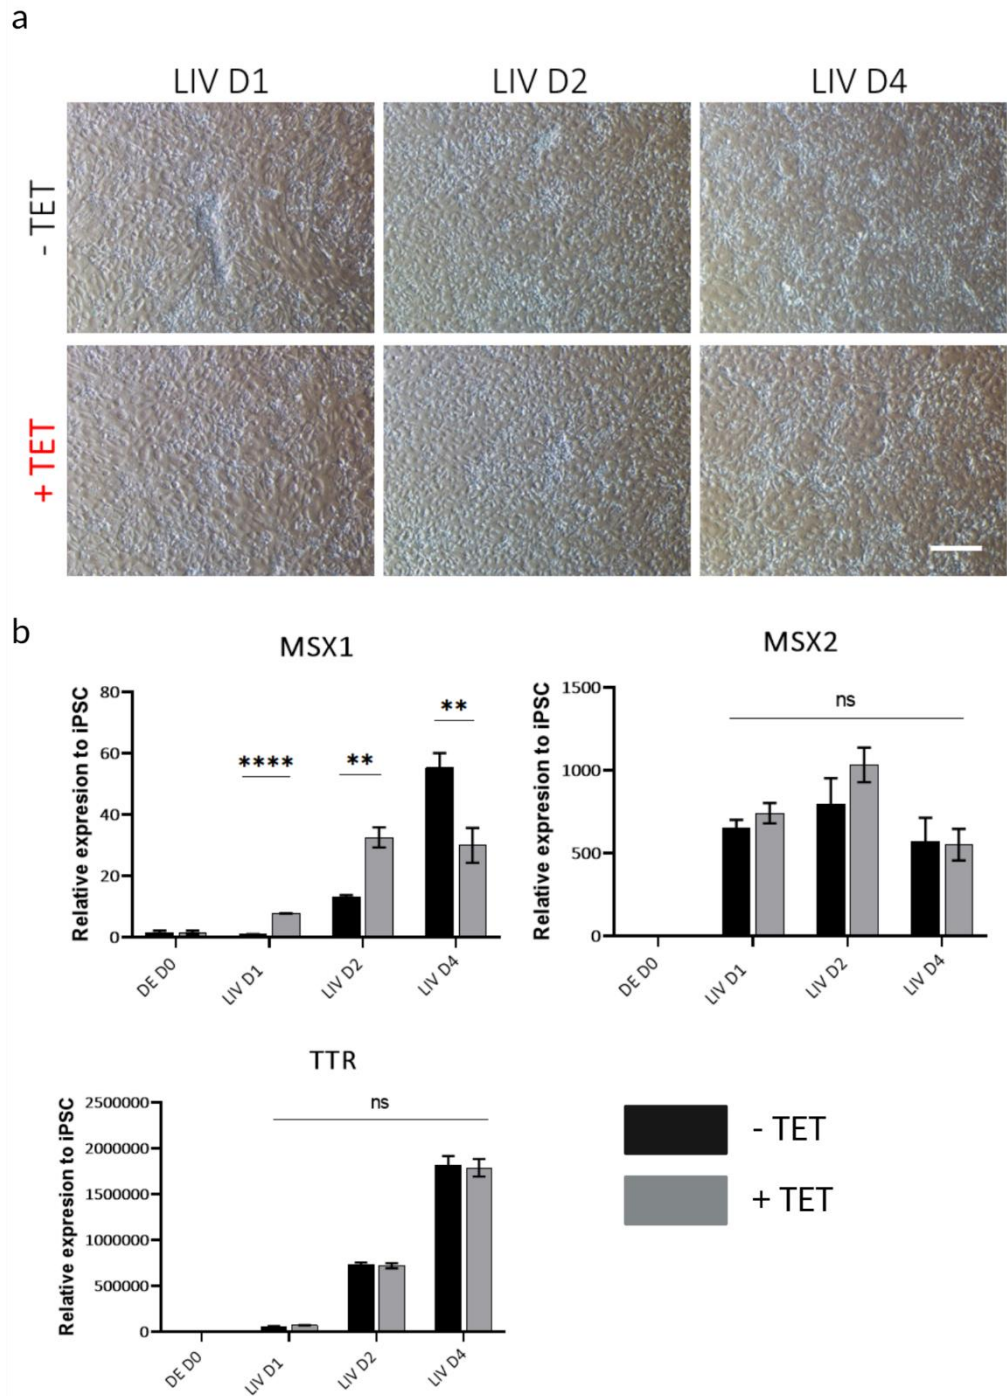 a
LIV D1
LIV D2
LIV D4
- TET
+ TET
b
MSX1
Relative expresion to iPSC
80
60
40
20
0
****
**
**
DE D0
LIV D1
LIV D2
LIV D4
MSX2
Relative expresion to iPSC
1500
1000
500
0
ns
DE D0
LIV D1
LIV D2
LIV D4
TTR
Relative expresion to iPSC
2500000
2000000
1500000
1000000
500000
0
ns
DE D0
LIV D1
LIV D2
LIV D4
- TET
+ TET